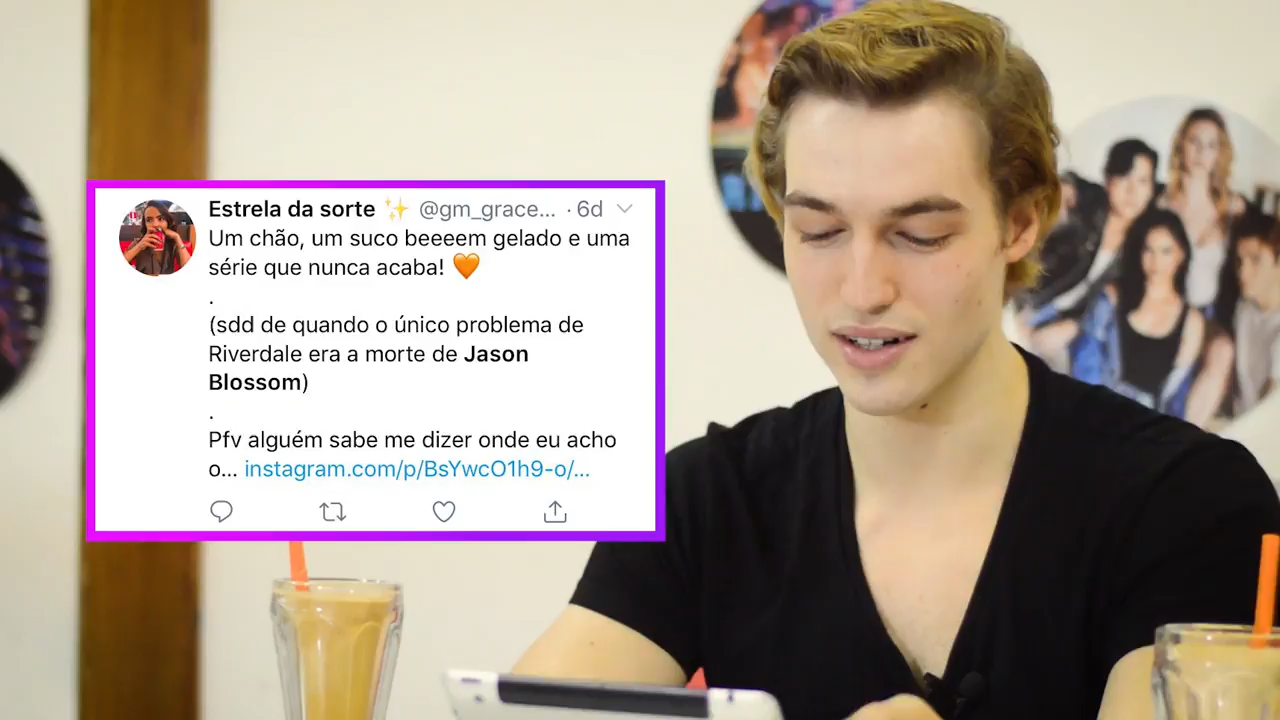 Estrela da sorte ✨ @gm_grace... · 6d
Um chão, um suco beeeem gelado e uma
série que nunca acaba! 🧡
.
(sdd de quando o único problema de
Riverdale era a morte de Jason
Blossom)
.
Pfv alguém sabe me dizer onde eu acho
o... instagram.com/p/BsYwcO1h9-o/...